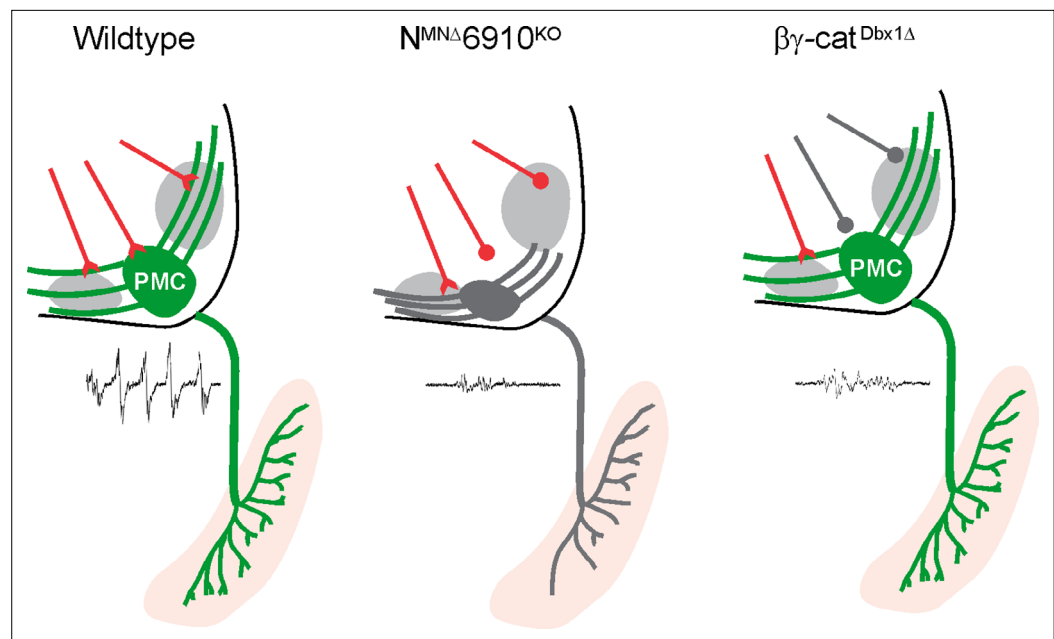 Wildtype
N^MNΔ6910^KO
βγ-cat^Dbx1Δ
PMC
PMC